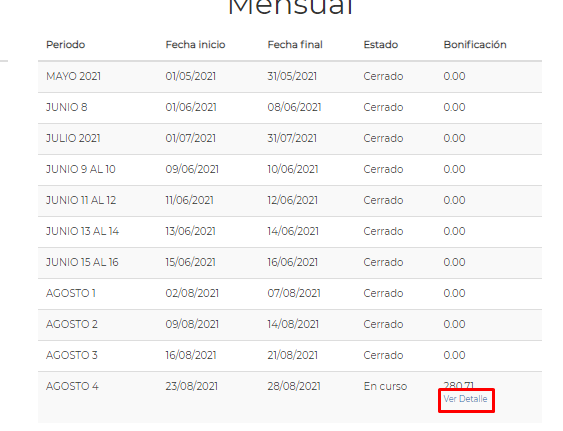 Mensual
Periodo Fecha inicio Fecha final Estado Bonificación
MAYO 2021 01/05/2021 31/05/2021 Cerrado 0.00
JUNIO 8 01/06/2021 08/06/2021 Cerrado 0.00
JULIO 2021 01/07/2021 31/07/2021 Cerrado 0.00
JUNIO 9 AL 10 09/06/2021 10/06/2021 Cerrado 0.00
JUNIO 11 AL 12 11/06/2021 12/06/2021 Cerrado 0.00
JUNIO 13 AL 14 13/06/2021 14/06/2021 Cerrado 0.00
JUNIO 15 AL 16 15/06/2021 16/06/2021 Cerrado 0.00
AGOSTO 1 02/08/2021 07/08/2021 Cerrado 0.00
AGOSTO 2 09/08/2021 14/08/2021 Cerrado 0.00
AGOSTO 3 16/08/2021 21/08/2021 Cerrado 0.00
AGOSTO 4 23/08/2021 28/08/2021 En curso 280.71
Ver Detalle